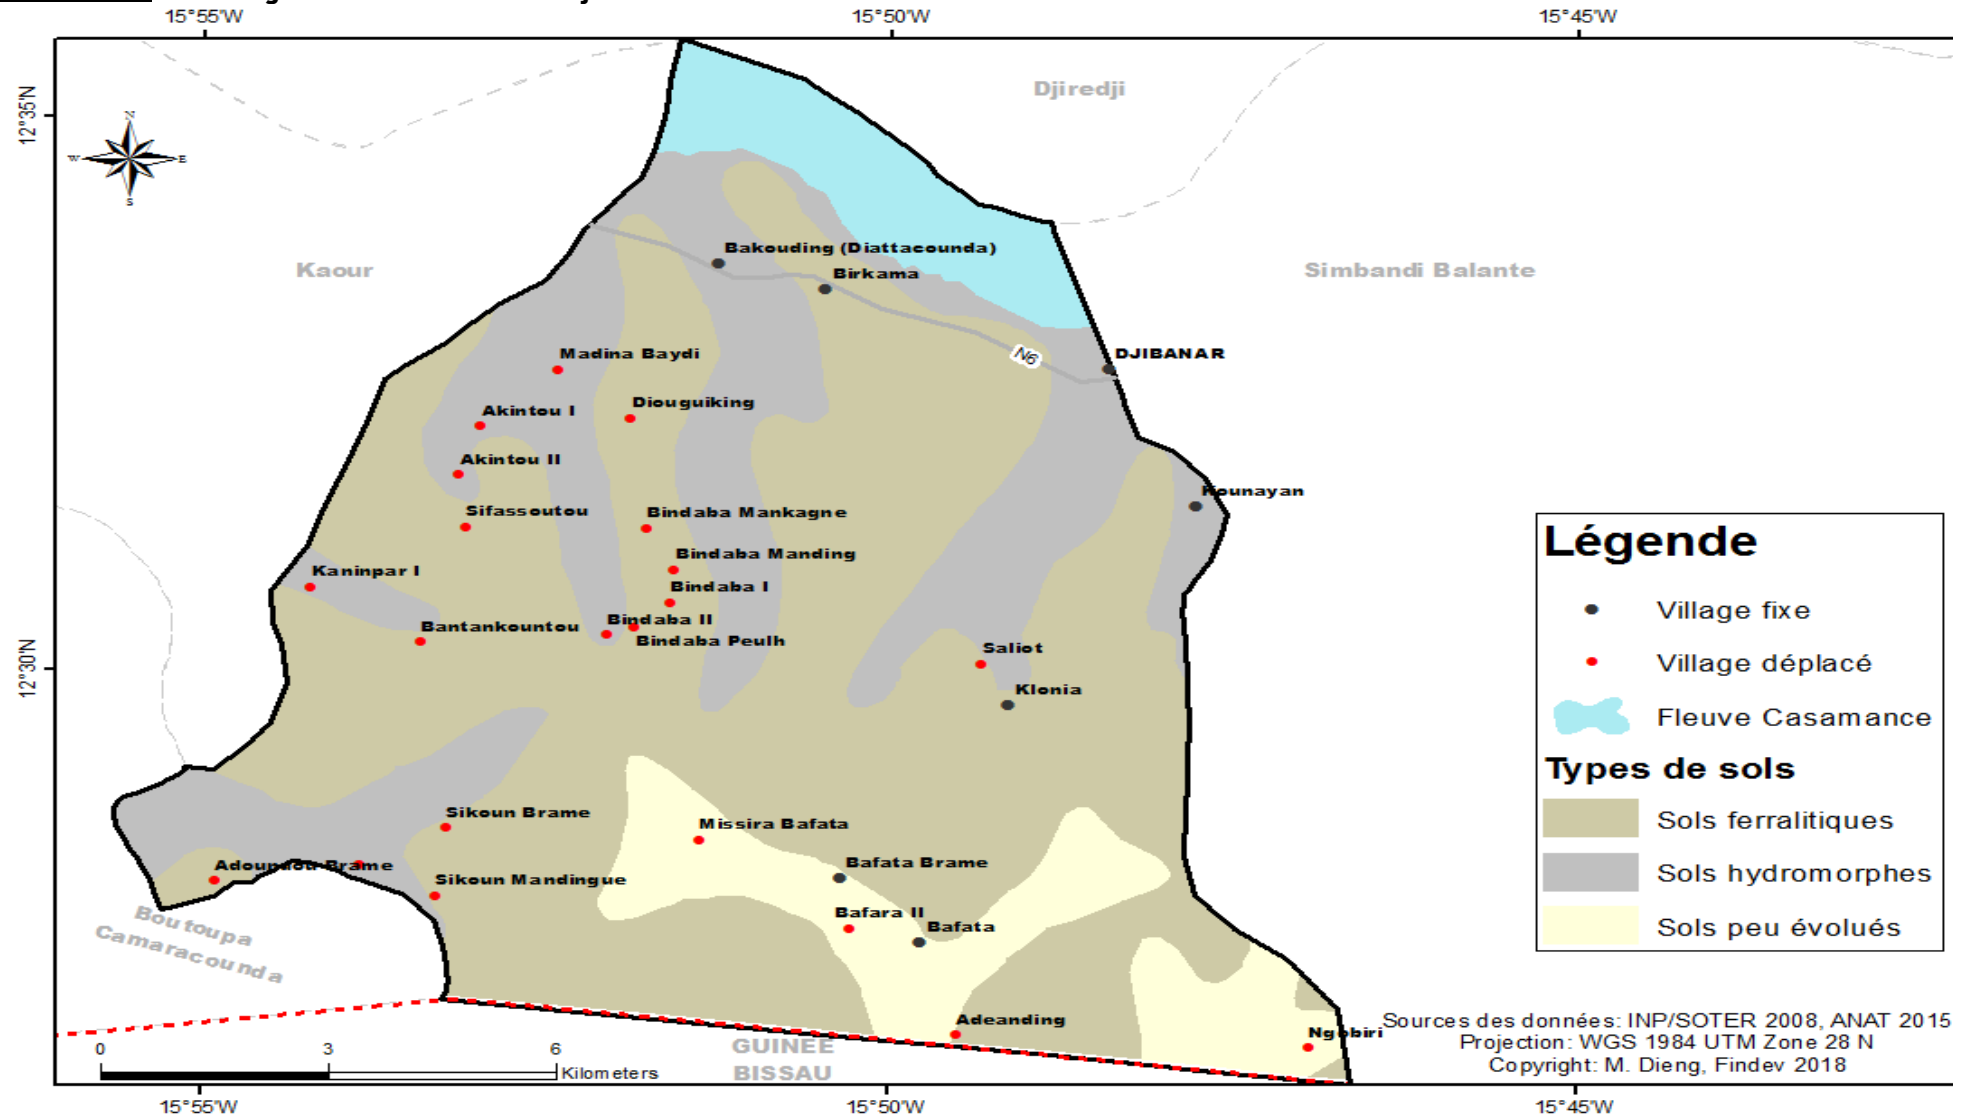 15°55'W
15°50'W
15°45'W
12°35'N
12°30'N
N
W
E
S
Djiredji
Kaour
Simbandi Balante
Bakouding (Diattacounda)
Birkama
N6
DJIBANAR
Madina Baydi
Diouguiking
Akintou I
Akintou II
Kounayan
Sifassoutou
Bindaba Mankagne
Bindaba Manding
Kaninpar I
Bindaba I
Bantankountou
Bindaba II
Bindaba Peulh
Saliot
Klonia
Sikoun Brame
Missira Bafata
Brame
Bafata Brame
Sikoun Mandingue
Bafara II
Bafata
Boutoupa
Camaracounda
Adeanding
Ngobiri
GUINEE
BISSAU
0 3 6
Kilometers
Légende
Village fixe
Village déplacé
Fleuve Casamance
Types de sols
Sols ferralitiques
Sols hydromorphes
Sols peu évolués
Sources des données: INP/SOTER 2008, ANAT 2015
Projection: WGS 1984 UTM Zone 28 N
Copyright: M. Dieng, Findev 2018
15°55'W
15°50'W
15°45'W